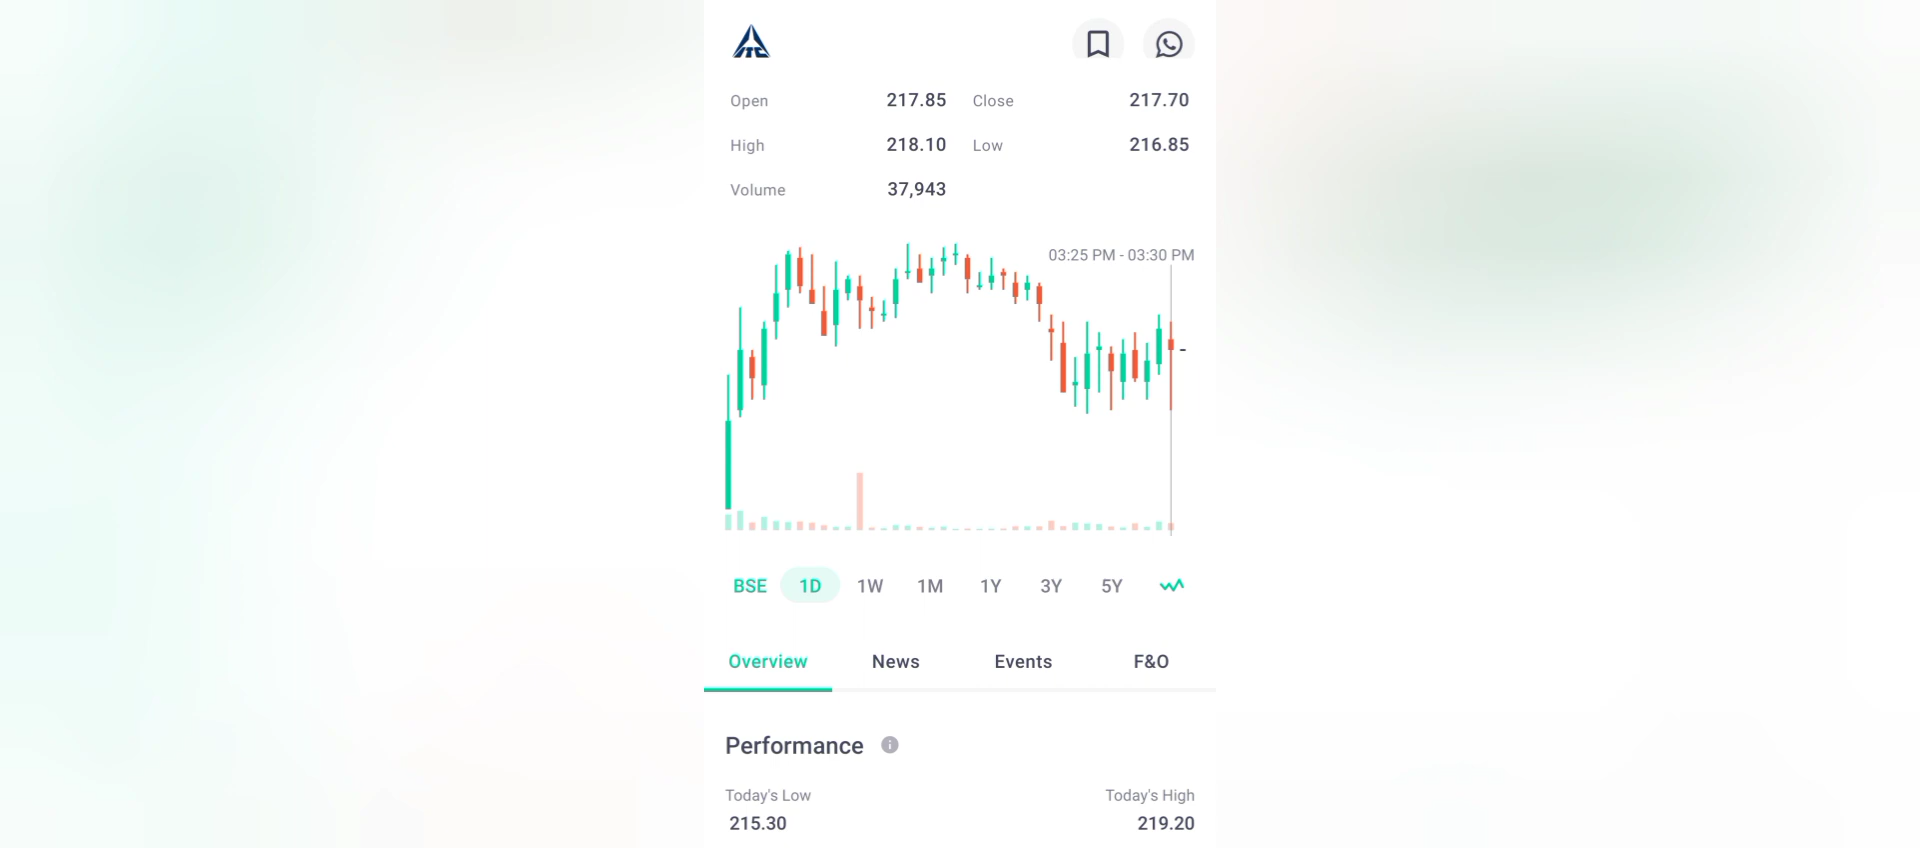 ITC
Open 217.85 Close 217.70
High 218.10 Low 216.85
Volume 37,943
03:25 PM - 03:30 PM
BSE 1D 1W 1M 1Y 3Y 5Y
Overview News Events F&O
Performance
Today's Low Today's High
215.30 219.20